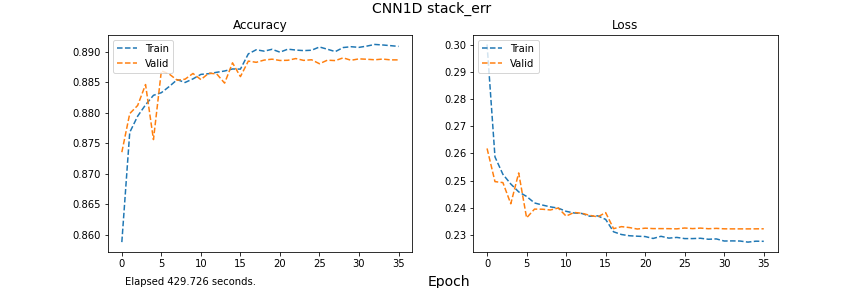 CNN1D stack_err
Accuracy
Train
Valid
0.890
0.885
0.880
0.875
0.870
0.865
0.860
0 5 10 15 20 25 30 35
Loss
Train
Valid
0.30
0.29
0.28
0.27
0.26
0.25
0.24
0.23
0 5 10 15 20 25 30 35
Elapsed 429.726 seconds.
Epoch